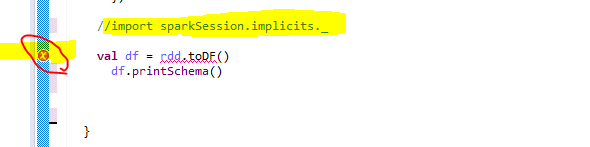 })
//import sparkSession.implicits._
val df = rdd.toDF()
df.printSchema()
}